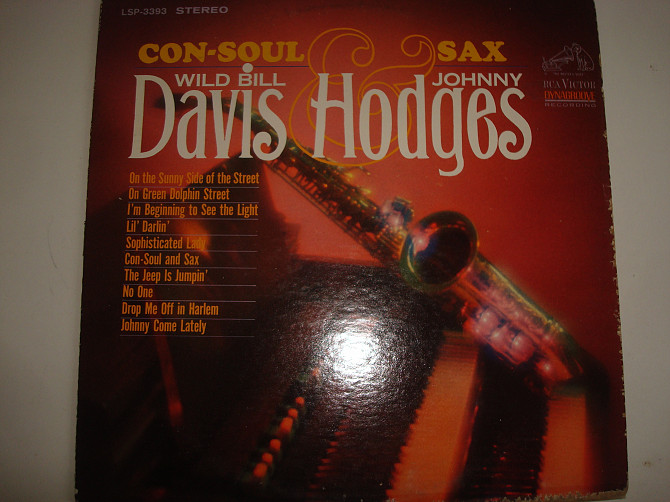 LSP-3393 STEREO
CON-SOUL & SAX
WILD BILL JOHNNY
Davis Hodges
RCA VICTOR
DYNAGROOVE
RECORDING
On the Sunny Side of the Street
On Green Dolphin Street
I'm Beginning to See the Light
Lil' Darlin'
Sophisticated Lady
Con-Soul and Sax
The Jeep Is Jumpin'
No One
Drop Me Off in Harlem
Johnny Come Lately